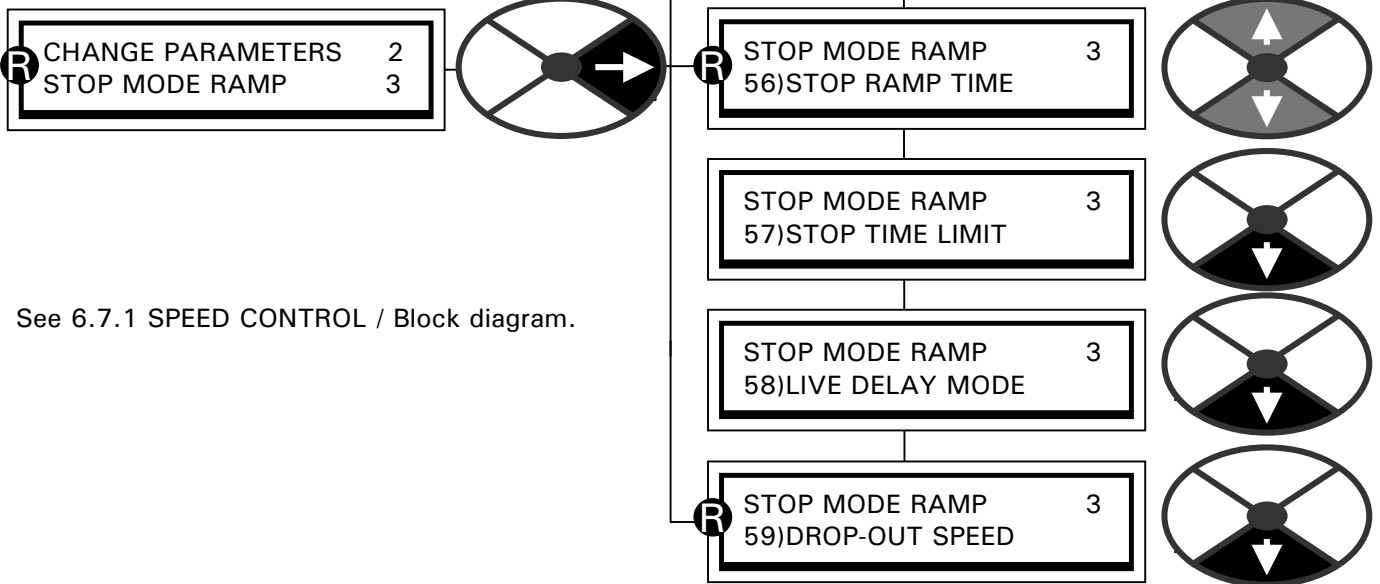 R CHANGE PARAMETERS 2
STOP MODE RAMP 3
R STOP MODE RAMP 3
56)STOP RAMP TIME
STOP MODE RAMP 3
57)STOP TIME LIMIT
See 6.7.1 SPEED CONTROL / Block diagram.
STOP MODE RAMP 3
58)LIVE DELAY MODE
R STOP MODE RAMP 3
59)DROP-OUT SPEED